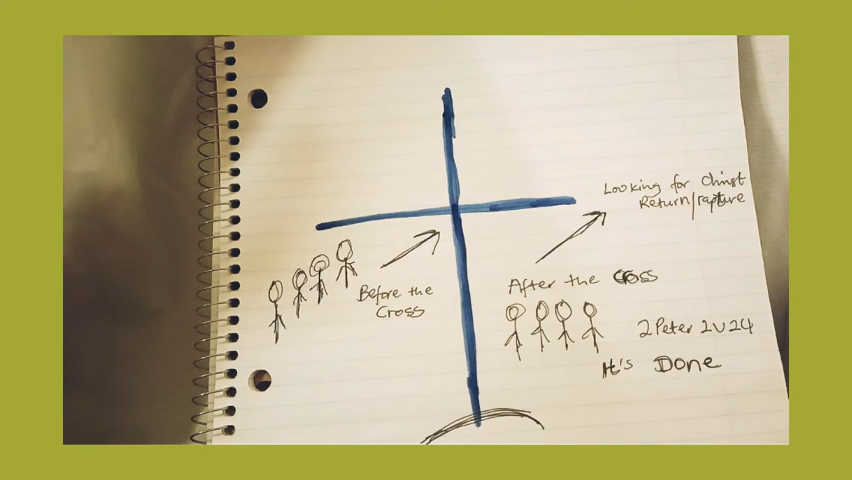 Looking for Christ
Return/rapture
Before the
Cross
After the Cross
2 Peter 2v24
It's Done